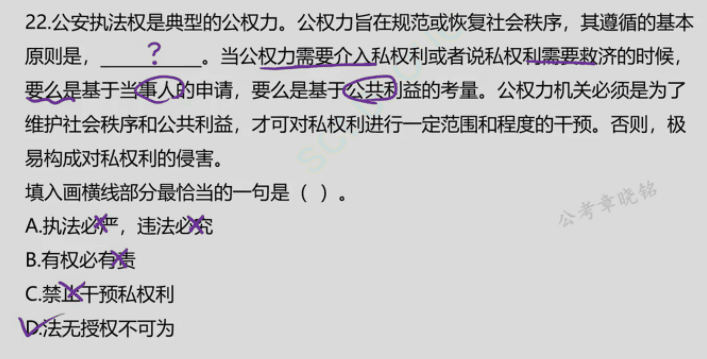 22.公安执法权是典型的公权力。公权力旨在规范或恢复社会秩序，其遵循的基本
原则是，？。当公权力需要介入私权利或者说私权利需要救济的时候，
要么是基于当事人的申请，要么是基于公共利益的考量。公权力机关必须是为了
维护社会秩序和公共利益，才可对私权利进行一定范围和程度的干预。否则，极
易构成对私权利的侵害。
填入画横线部分最恰当的一句是（ ）。
公考章晓铭
A.执法必严，违法必究
B.有权必有责
C.禁止干预私权利
D.法无授权不可为